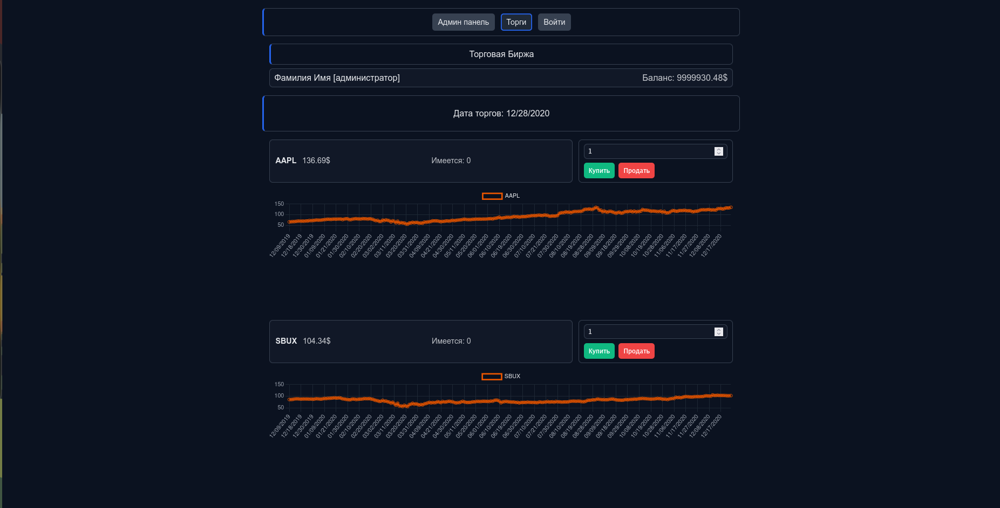 Админ панель Торги Войти
Торговая Биржа
Фамилия Имя [администратор] Баланс: 9999930.48$
Дата торгов: 12/28/2020
AAPL 136.69$ Имеется: 0
1
Купить Продать
AAPL
150
100
50
12/09/2019 12/18/2019 12/30/2019 01/09/2020 01/21/2020 01/30/2020 02/10/2020 02/20/2020 03/02/2020 03/11/2020 03/20/2020 03/31/2020 04/09/2020 04/21/2020 04/30/2020 05/11/2020 05/20/2020 06/01/2020 06/10/2020 06/19/2020 06/30/2020 07/10/2020 07/21/2020 07/30/2020 08/10/2020 08/19/2020 08/28/2020 09/09/2020 09/18/2020 09/29/2020 10/08/2020 10/19/2020 10/28/2020 11/06/2020 11/17/2020 11/27/2020 12/08/2020 12/17/2020
SBUX 104.34$ Имеется: 0
1
Купить Продать
SBUX
150
100
50
12/09/2019 12/18/2019 12/30/2019 01/09/2020 01/21/2020 01/30/2020 02/10/2020 02/20/2020 03/02/2020 03/11/2020 03/20/2020 03/31/2020 04/09/2020 04/21/2020 04/30/2020 05/11/2020 05/20/2020 06/01/2020 06/10/2020 06/19/2020 06/30/2020 07/10/2020 07/21/2020 07/30/2020 08/10/2020 08/19/2020 08/28/2020 09/09/2020 09/18/2020 09/29/2020 10/08/2020 10/19/2020 10/28/2020 11/06/2020 11/17/2020 11/27/2020 12/08/2020 12/17/2020